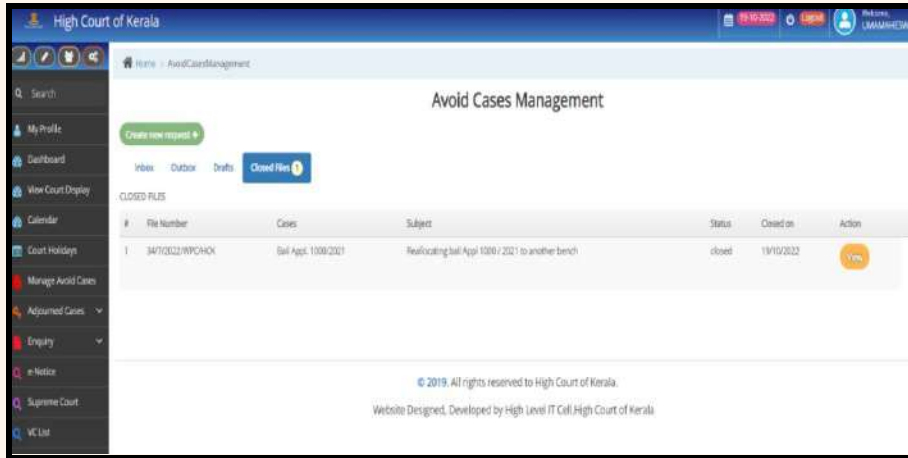 High Court of Kerala
19-10-2022 Logout Welcome,
Home AvoidCasesManagement
Search
My Profile
Dashboard
View Court Display
Calendar
Court Holidays
Manage Avoid Cases
Adjourned Cases
Enquiry
e-Notice
Supreme Court
VC List
Avoid Cases Management
Create new request +
Inbox Outbox Drafts Closed Files 1
CLOSED FILES
# File Number Cases Subject Status Closed on Action
1 34/7/2022/WPC/HCK Bail Appl. 1000/2021 Reallocating bail Appl 1000 / 2021 to another bench closed 19/10/2022 View
© 2019. All rights reserved to High Court of Kerala.
Website Designed, Developed by High Level IT Cell,High Court of Kerala